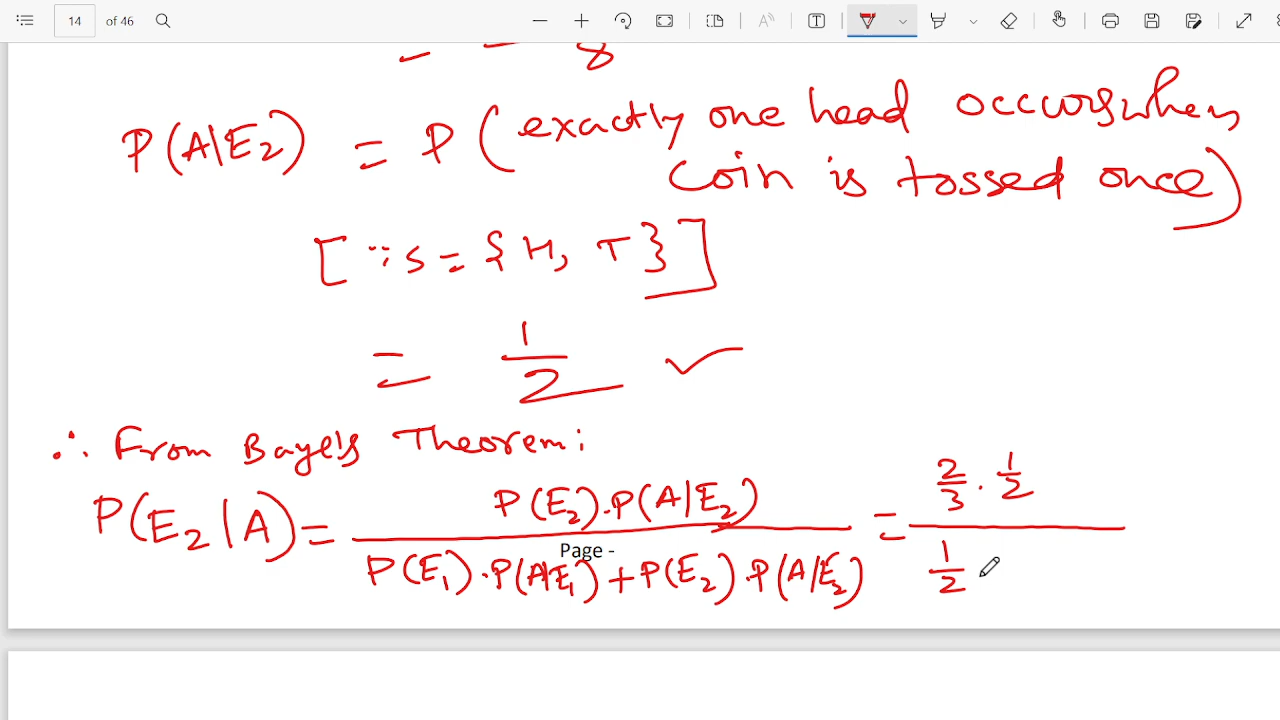 14 of 46
= 8
P(A|E2) = P ( exactly one head occurs when
coin is tossed once)
[ ∵ S = { H, T } ]
= 1/2 ✓
∴ From Baye's Theorem:
P(E2|A) = P(E2).P(A|E2) / P(E1).P(A|E1)+P(E2).P(A|E2) = 2/3 . 1/2 / 1/2
Page -